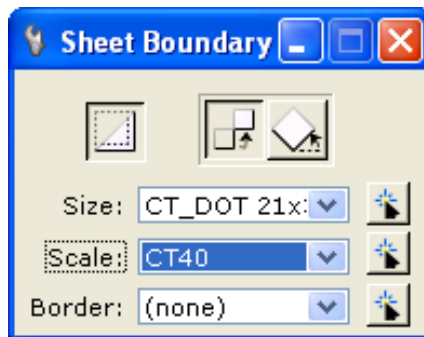 Sheet Boundary
Size: CT_DOT 21x:
Scale: CT40
Border: (none)